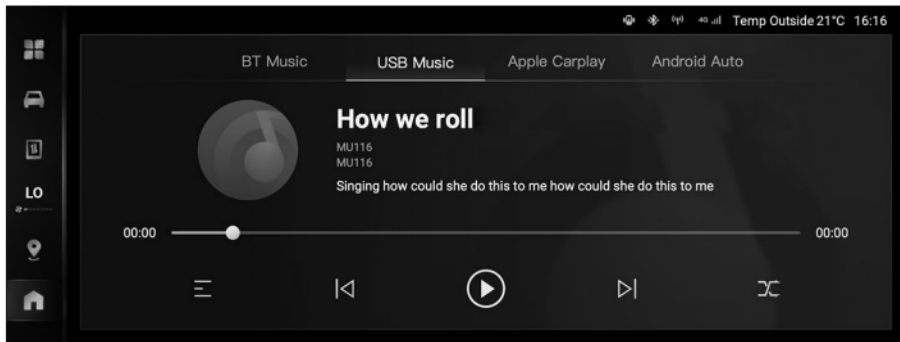 4G Temp Outside 21°C 16:16
BT Music USB Music Apple Carplay Android Auto
How we roll
MU116
MU116
Singing how could she do this to me how could she do this to me
LO
00:00 00:00